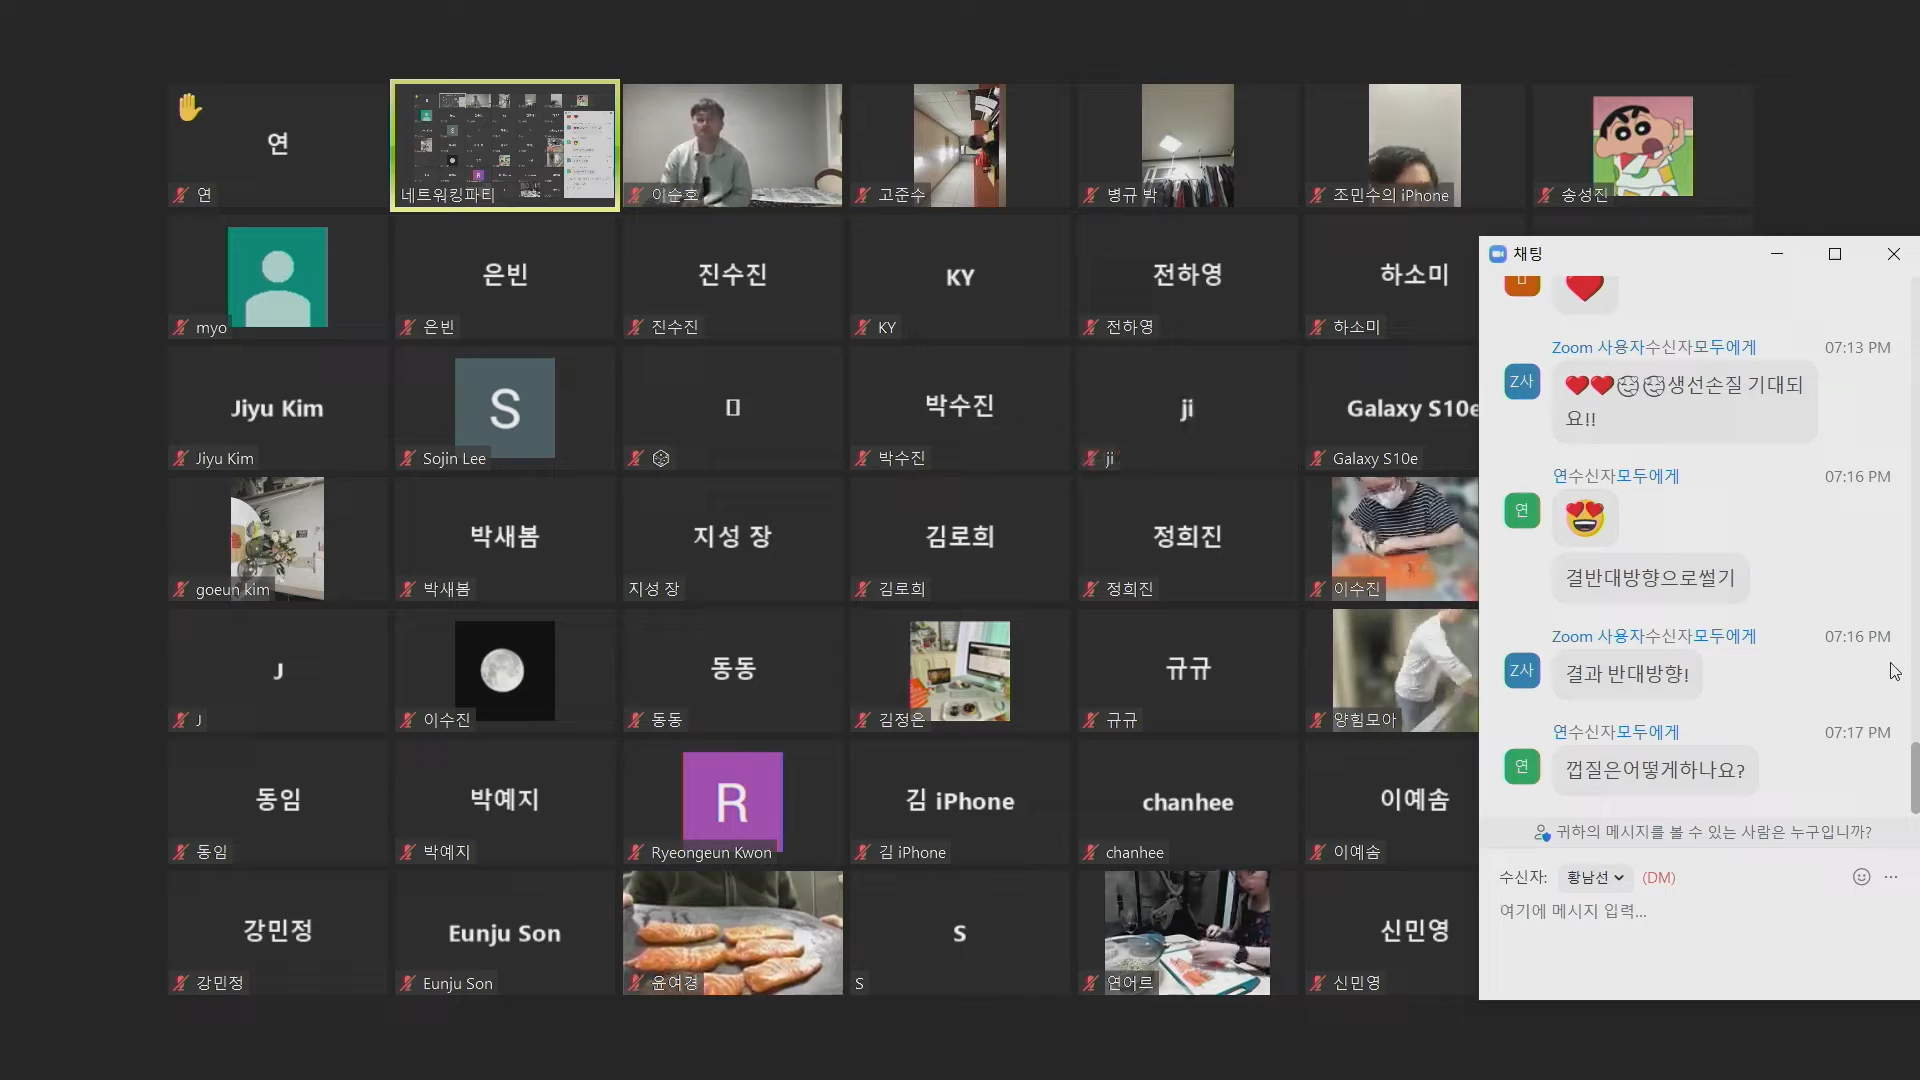 연
연
네트워킹파티
이순호
고준수
병규 박
조민수의 iPhone
송성진
myo
은빈
은빈
진수진
진수진
KY
KY
전하영
전하영
하소미
하소미
Jiyu Kim
Jiyu Kim
S
Sojin Lee
박수진
박수진
ji
ji
Galaxy S10e
Galaxy S10e
goeun kim
박새봄
박새봄
지성 장
지성 장
김로희
김로희
정희진
정희진
이수진
J
J
이수진
동동
동동
김정은
규규
규규
양힘모아
동임
동임
박예지
박예지
R
Ryeongeun Kwon
김 iPhone
김 iPhone
chanhee
chanhee
이예솜
이예솜
강민정
강민정
Eunju Son
Eunju Son
윤여경
S
S
연어르
신민영
신민영
채팅
Zoom 사용자수신자모두에게 07:13 PM
Z사
생선손질 기대되
요!!
연수신자모두에게 07:16 PM
연
결반대방향으로썰기
Zoom 사용자수신자모두에게 07:16 PM
Z사
결과 반대방향!
연수신자모두에게 07:17 PM
연
껍질은어떻게하나요?
귀하의 메시지를 볼 수 있는 사람은 누구입니까?
수신자: 황남선 (DM)
여기에 메시지 입력...